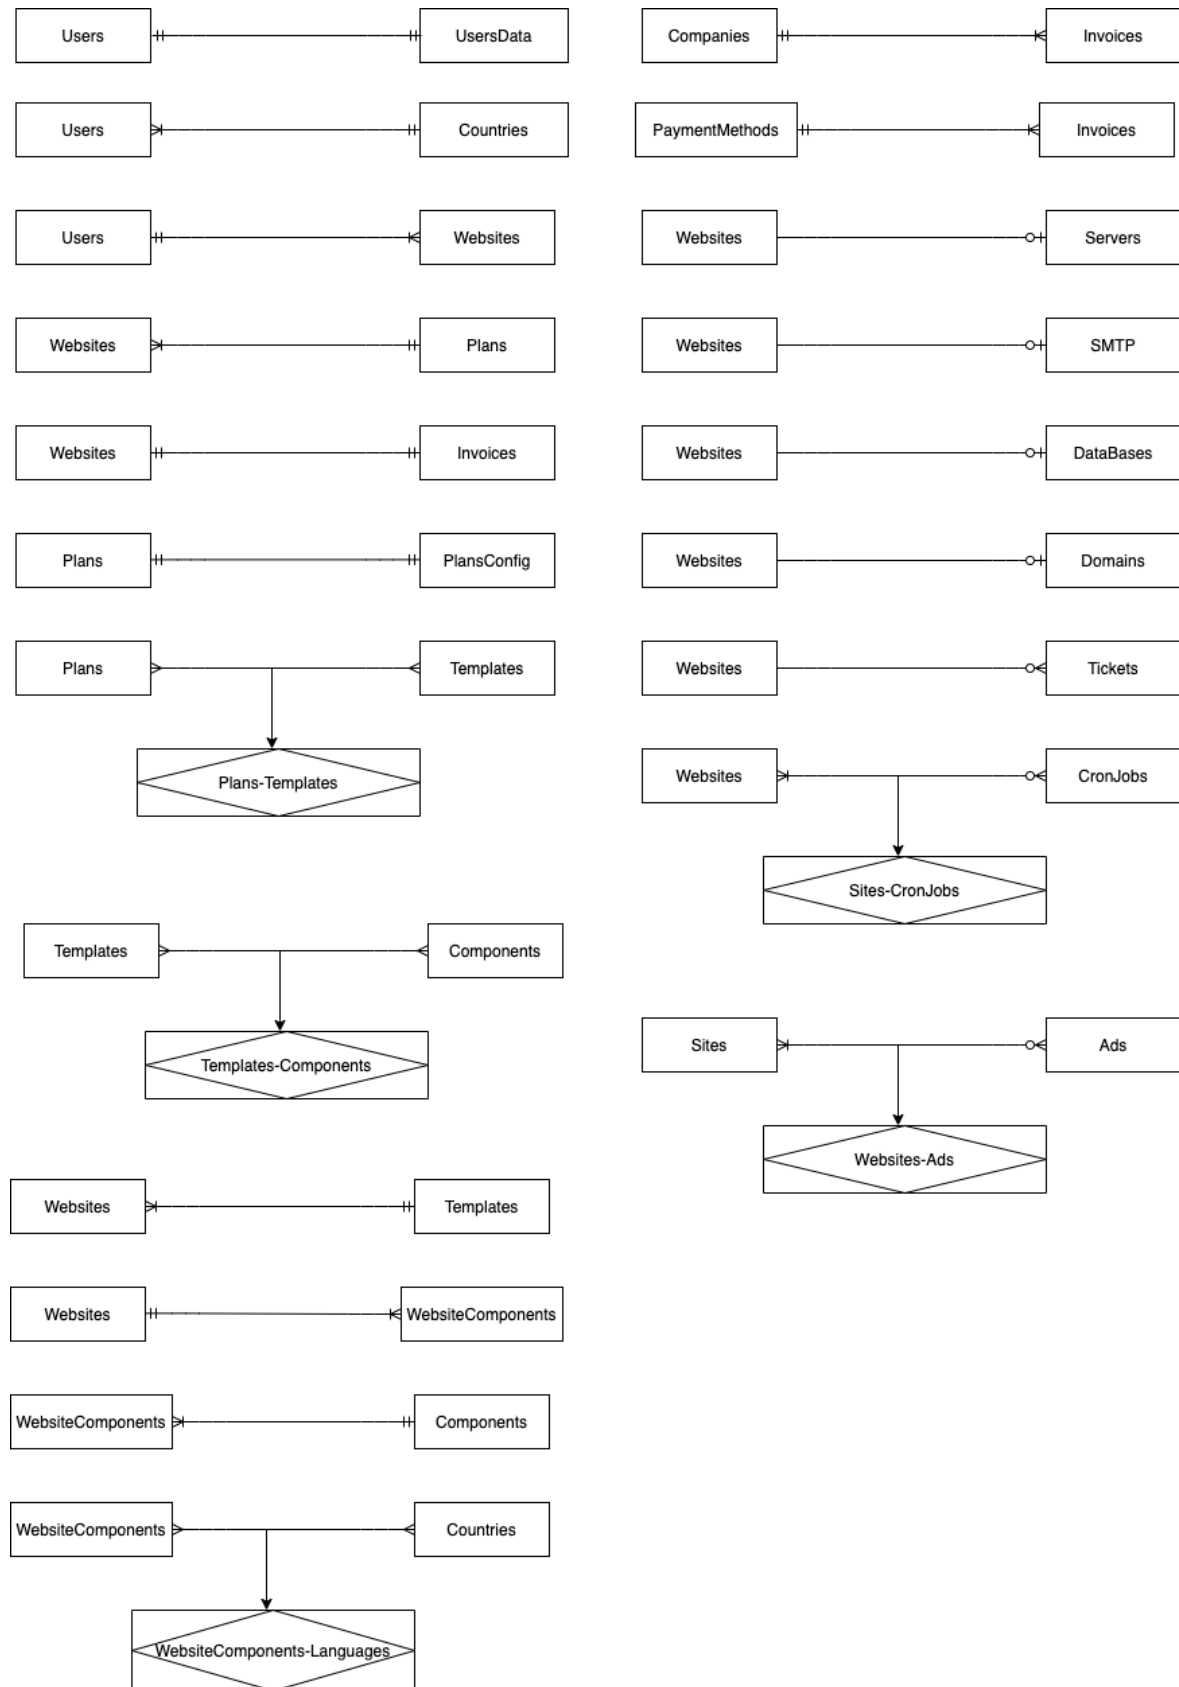 Users
UsersData
Users
Countries
Users
Websites
Websites
Plans
Websites
Invoices
Plans
PlansConfig
Plans
Templates
Plans-Templates
Templates
Components
Templates-Components
Websites
Templates
Websites
WebsiteComponents
WebsiteComponents
Components
WebsiteComponents
Countries
WebsiteComponents-Languages
Companies
Invoices
PaymentMethods
Invoices
Websites
Servers
Websites
SMTP
Websites
DataBases
Websites
Domains
Websites
Tickets
Websites
CronJobs
Sites-CronJobs
Sites
Ads
Websites-Ads